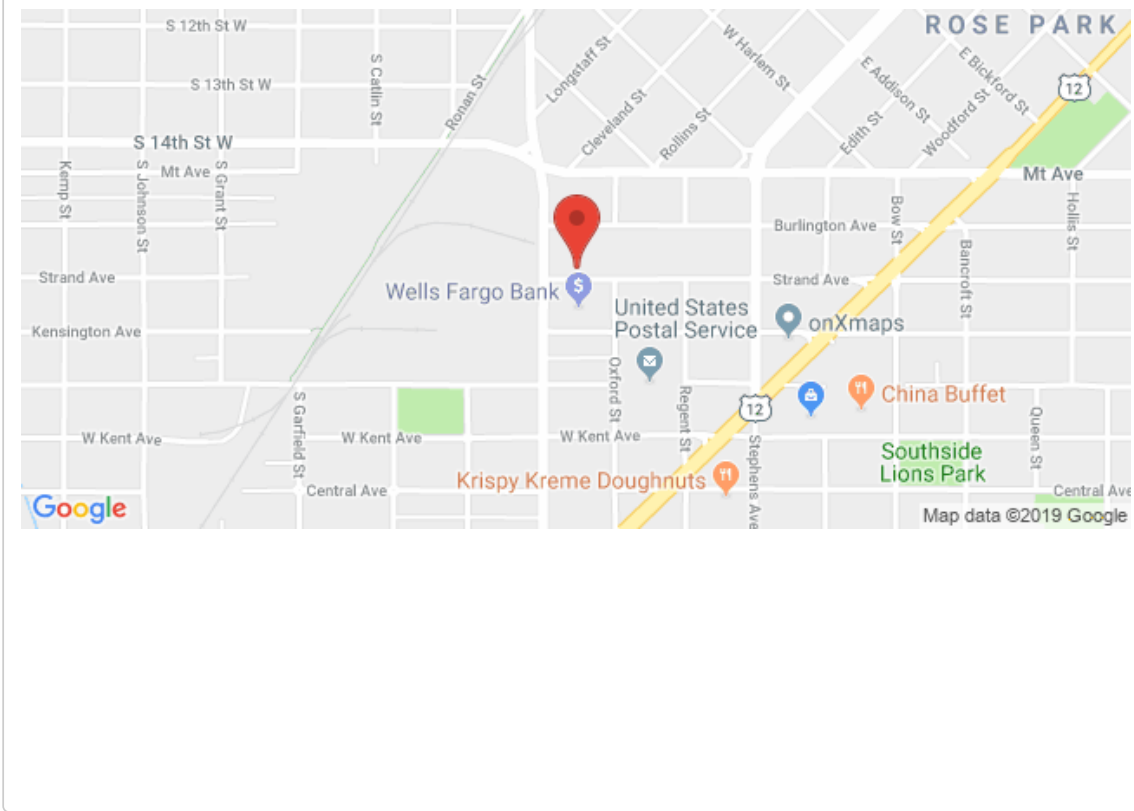 ROSE PARK
S 12th St W
W Harlem St
Longstaff St
E Bickford St
S Catlin St
E Addison St
S 13th St W
12
Ronan St
Cleveland St
Rollins St
Edith St
Woodford St
S 14th St W
Mt Ave
Mt Ave
Kemp St
S Johnson St
S Grant St
Bow St
Hollis St
Burlington Ave
Bancroft St
Strand Ave
Strand Ave
Wells Fargo Bank
$
United States
Postal Service
onXmaps
Kensington Ave
Oxford St
Regent St
China Buffet
12
S Garfield St
Queen St
W Kent Ave
W Kent Ave
W Kent Ave
Stephens Ave
Southside
Lions Park
Krispy Kreme Doughnuts
Central Ave
Central Ave
Google
Map data ©2019 Google